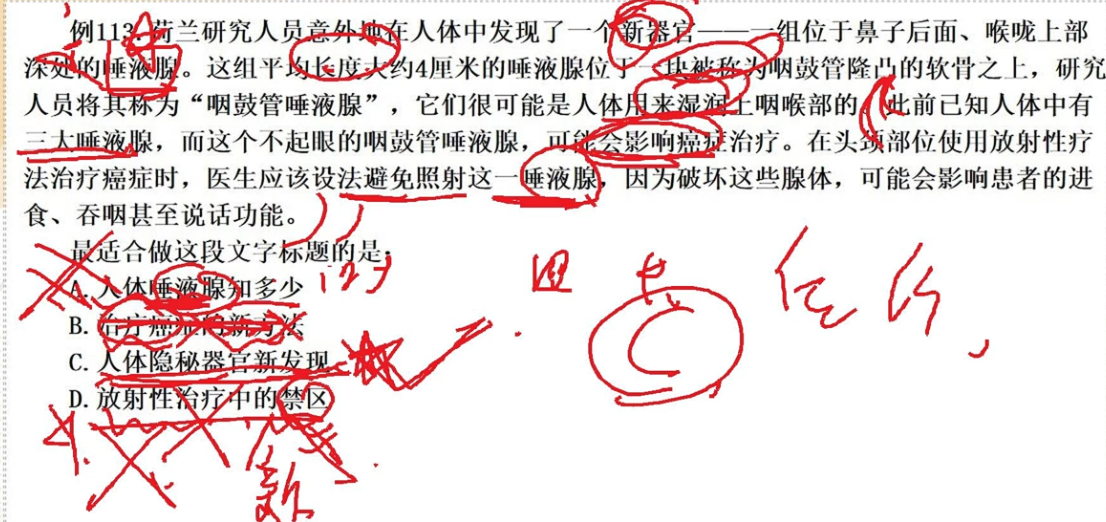 例113. 荷兰研究人员意外地在人体中发现了一个新器官——一组位于鼻子后面、喉咙上部
深处的唾液腺。这组平均长度大约4厘米的唾液腺位于一块被称为咽鼓管隆凸的软骨之上，研究
人员将其称为“咽鼓管唾液腺”，它们很可能是人体用来湿润上咽喉部的。此前已知人体中有
三大唾液腺，而这个不起眼的咽鼓管唾液腺，可能会影响癌症治疗。在头颈部位使用放射性疗
法治疗癌症时，医生应该设法避免照射这一唾液腺，因为破坏这些腺体，可能会影响患者的进
食、吞咽甚至说话功能。
最适合做这段文字标题的是：
A. 人体唾液腺知多少
B. 治疗癌症的新方法
C. 人体隐秘器官新发现
D. 放射性治疗中的禁区